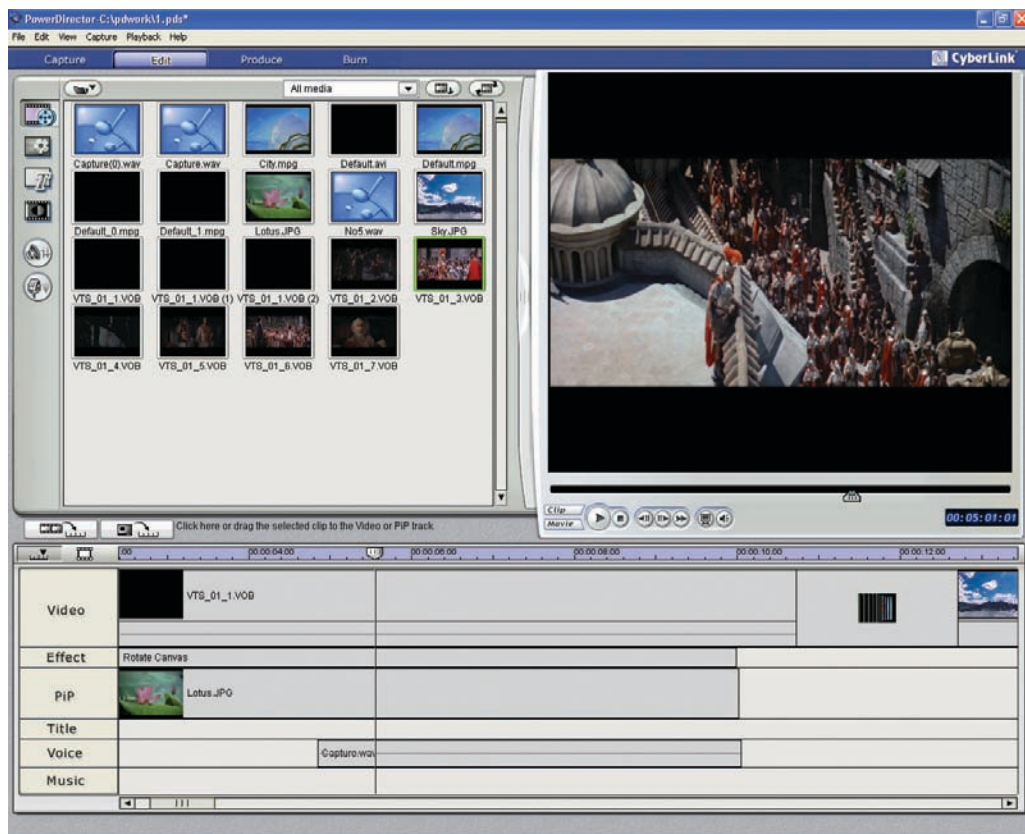 PowerDirector-C:\pdwork\1.pds*
File Edit View Capture Playback Help
Capture Edit Produce Burn
CyberLink
All media
Capture(0).wav Capture.wav City.mpg Default.avi Default.mpg
Default_0.mpg Default_1.mpg Lotus.JPG No5.wav Sky.JPG
VTS_01_1.VOB VTS_01_1.VOB (1) VTS_01_1.VOB (2) VTS_01_2.VOB VTS_01_3.VOB
VTS_01_4.VOB VTS_01_5.VOB VTS_01_6.VOB VTS_01_7.VOB
Clip
Movie
00:05:01:01
Click here or drag the selected clip to the Video or PiP track.
00 00:00:04:00 00:00:06:00 00:00:08:00 00:00:10:00 00:00:12:00
Video
VTS_01_1.VOB
Effect
Rotate Canvas
PiP
Lotus.JPG
Title
Voice
Capture.wav
Music